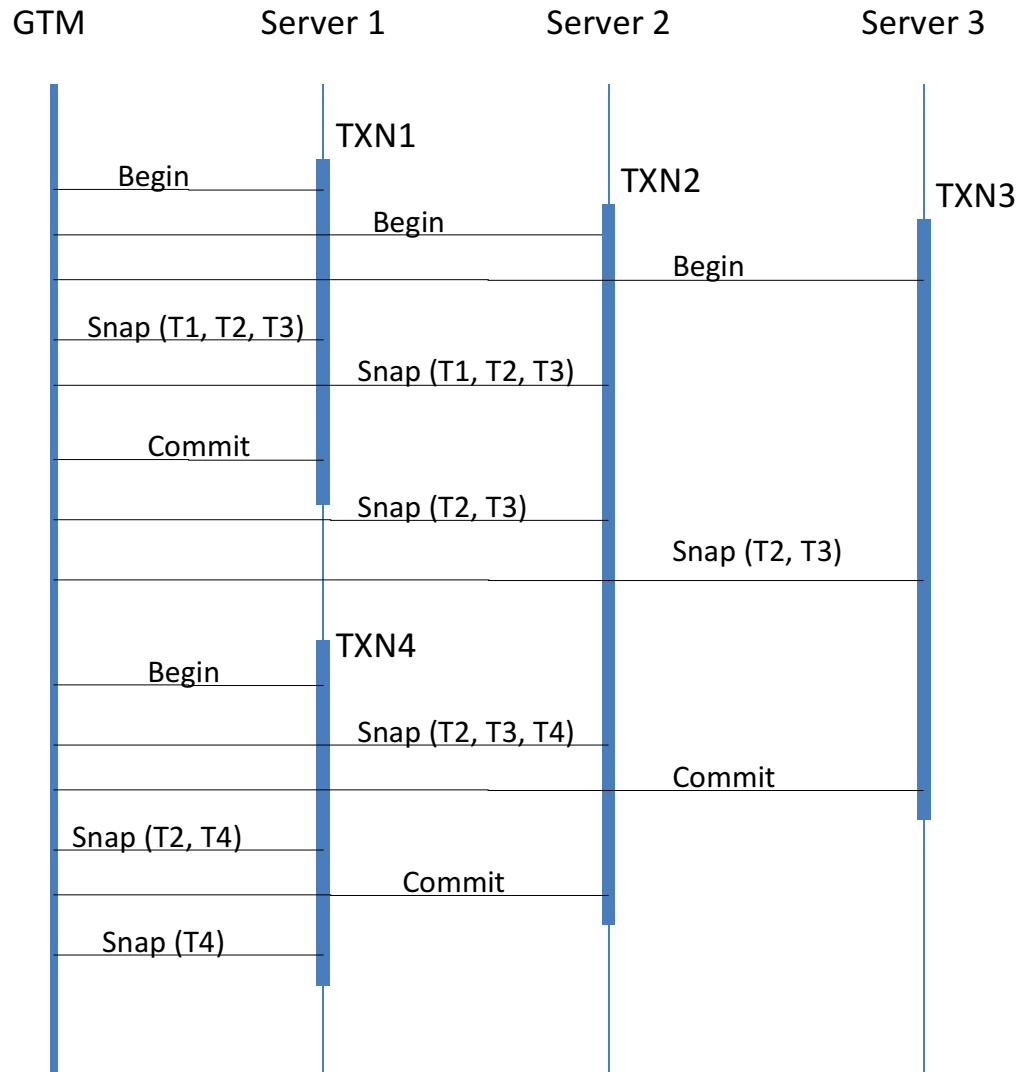 GTM Server 1 Server 2 Server 3
TXN1
Begin
TXN2
TXN3
Begin
Begin
Snap (T1, T2, T3)
Snap (T1, T2, T3)
Commit
Snap (T2, T3)
Snap (T2, T3)
TXN4
Begin
Snap (T2, T3, T4)
Commit
Snap (T2, T4)
Commit
Snap (T4)